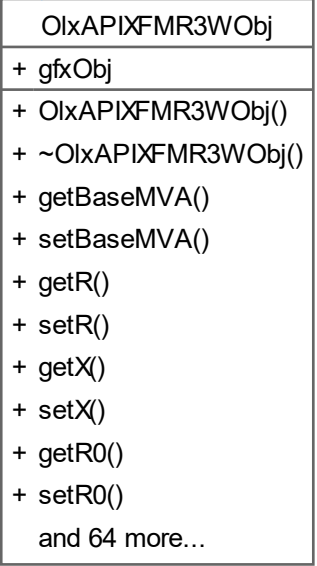 OlxAPIXFMR3WObj
+ gfxObj
+ OlxAPIXFMR3WObj()
+ ~OlxAPIXFMR3WObj()
+ getBaseMVA()
+ setBaseMVA()
+ getR()
+ setR()
+ getX()
+ setX()
+ getR0()
+ setR0()
and 64 more...